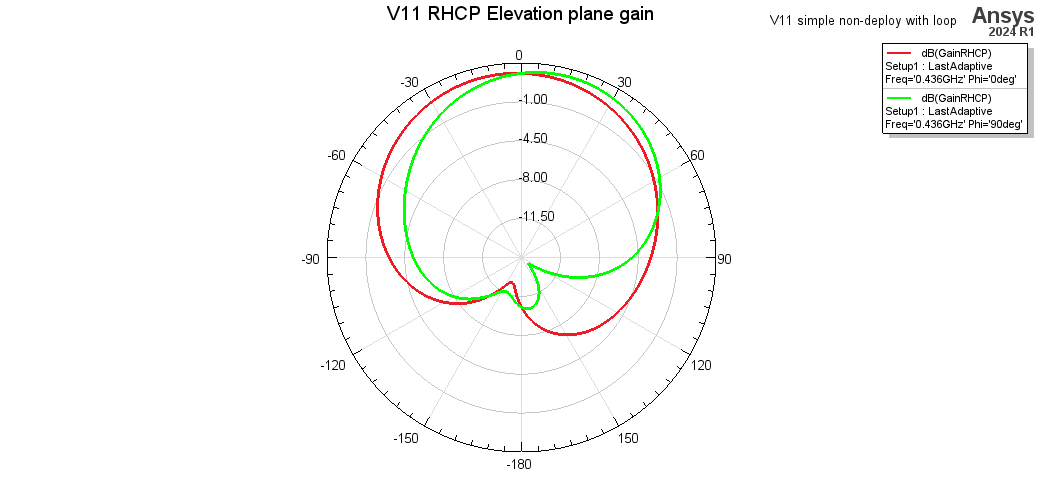 V11 RHCP Elevation plane gain
V11 simple non-deploy with loop
Ansys
2024 R1
dB(GainRHCP)
Setup1 : LastAdaptive
Freq='0.436GHz' Phi='0deg'
dB(GainRHCP)
Setup1 : LastAdaptive
Freq='0.436GHz' Phi='90deg'
0
-30
30
-1.00
-4.50
-60
60
-8.00
-11.50
-90
90
-120
120
-150
150
-180